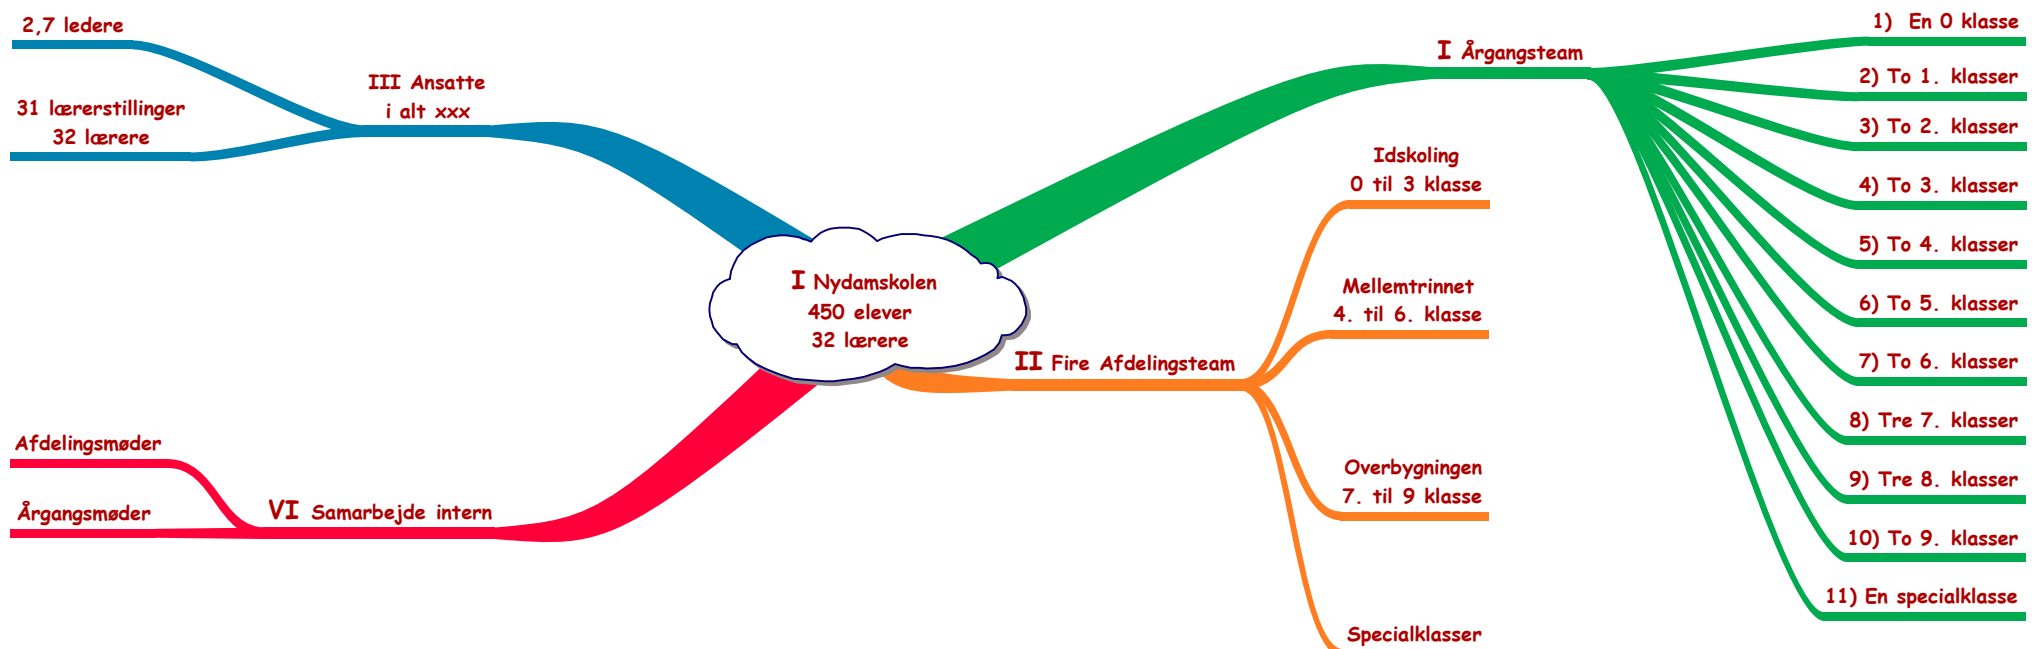 I Nydamskolen
450 elever
32 lærere
I Årgangsteam
1) En 0 klasse
2) To 1. klasser
3) To 2. klasser
4) To 3. klasser
5) To 4. klasser
6) To 5. klasser
7) To 6. klasser
8) Tre 7. klasser
9) Tre 8. klasser
10) To 9. klasser
11) En specialklasse
II Fire Afdelingsteam
Idskoling
0 til 3 klasse
Mellemtrinnet
4. til 6. klasse
Overbygningen
7. til 9 klasse
Specialklasser
III Ansatte
i alt xxx
2,7 ledere
31 lærerstillinger
32 lærere
VI Samarbejde intern
Afdelingsmøder
Årgangsmøder